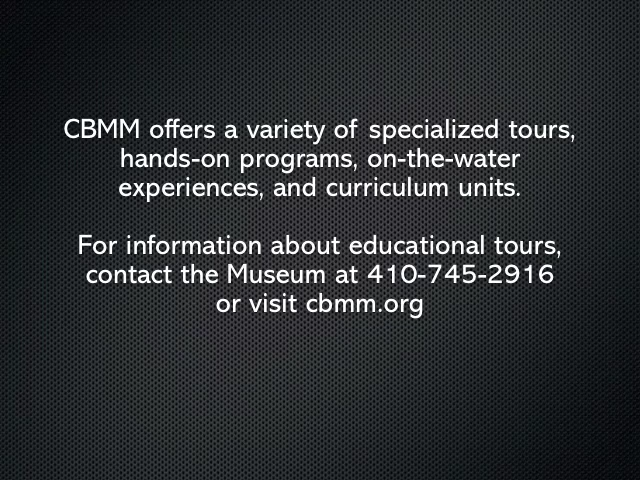 CBMM offers a variety of specialized tours,
hands-on programs, on-the-water
experiences, and curriculum units.
For information about educational tours,
contact the Museum at 410-745-2916
or visit cbmm.org